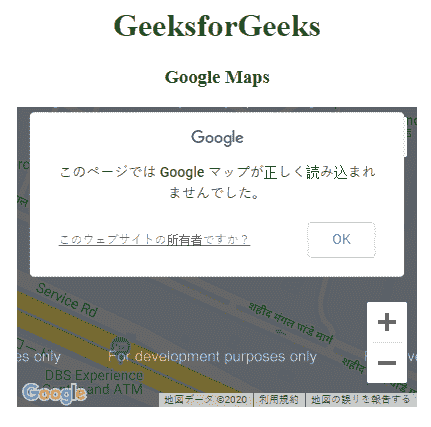 GeeksforGeeks
Google Maps
Google
このページでは Google マップが正しく読み込まれ
ませんでした。
このウェブサイトの所有者ですか？
OK
Service Rd
शहीद मंगल पांडे मार्ग
es only
For development purposes only
For
DBS Experience
and ATM
Google
地図データ ©2020
利用規約
地図の誤りを報告する